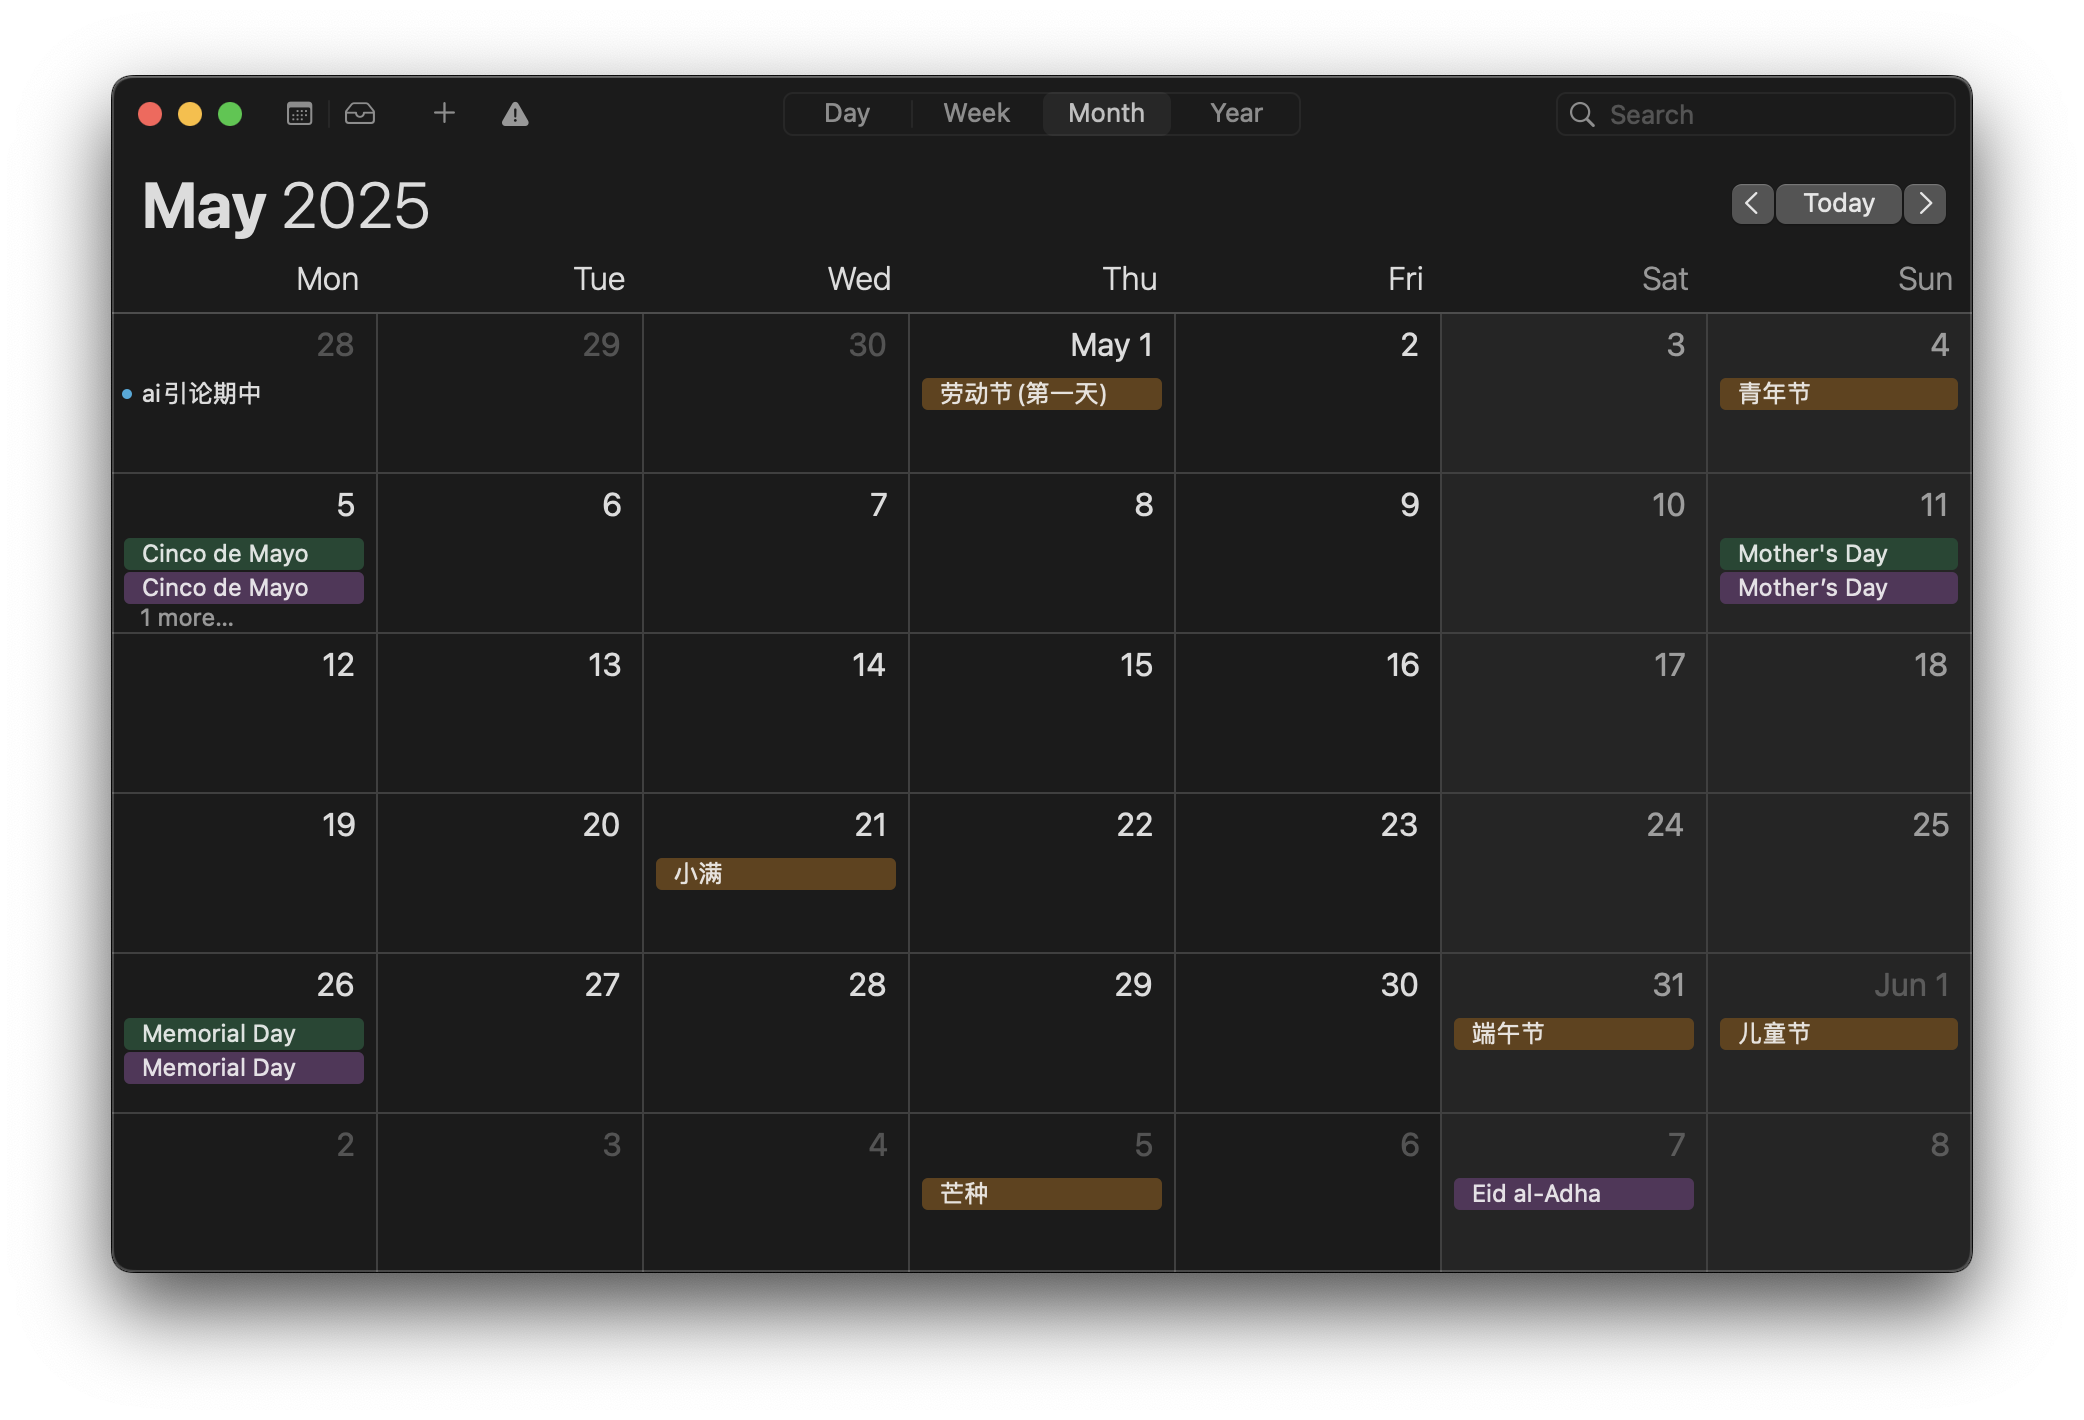 Day Week Month Year Search
May 2025 Today
Mon Tue Wed Thu Fri Sat Sun
28 29 30 May 1 2 3 4
ai引论期中 劳动节 (第一天) 青年节
5 6 7 8 9 10 11
Cinco de Mayo Mother's Day
Cinco de Mayo Mother’s Day
1 more...
12 13 14 15 16 17 18
19 20 21 22 23 24 25
小满
26 27 28 29 30 31 Jun 1
Memorial Day 端午节 儿童节
Memorial Day
2 3 4 5 6 7 8
芒种 Eid al-Adha